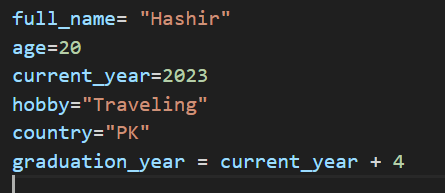 full_name= "Hashir"
age=20
current_year=2023
hobby="Traveling"
country="PK"
graduation_year = current_year + 4